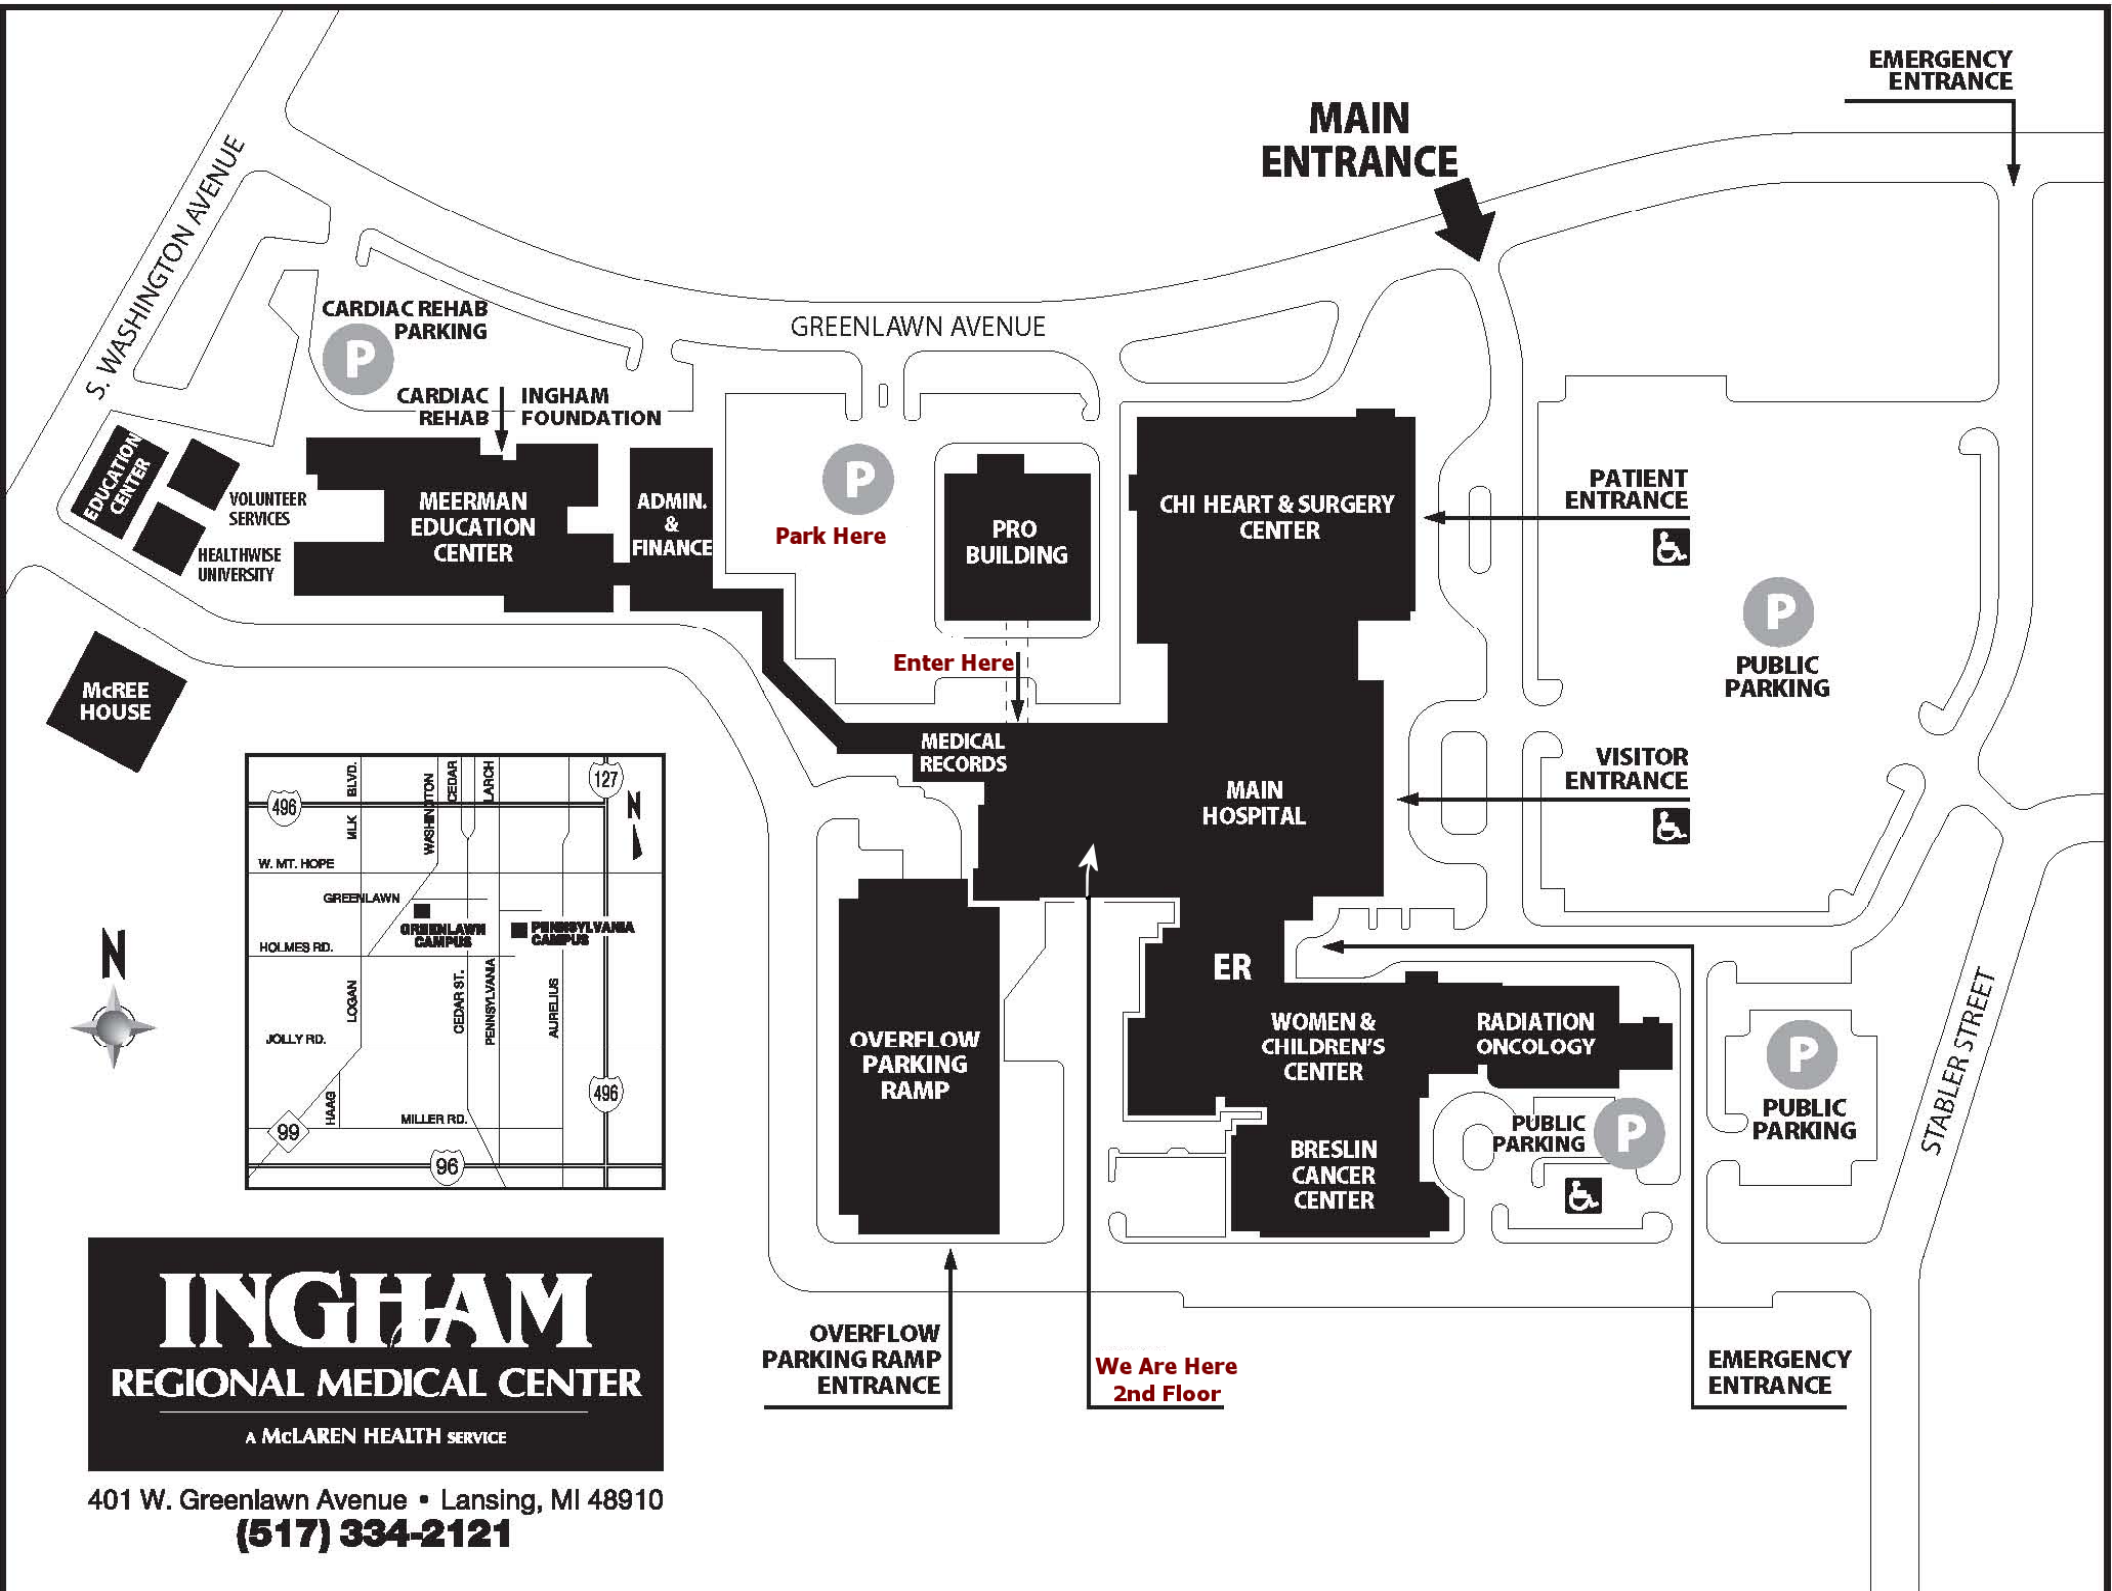 EMERGENCY
ENTRANCE
MAIN
ENTRANCE
S. WASHINGTON AVENUE
GREENLAWN AVENUE
CARDIAC REHAB
PARKING
P
CARDIAC
REHAB
INGHAM
FOUNDATION
EDUCATION
CENTER
VOLUNTEER
SERVICES
HEALTHWISE
UNIVERSITY
MEERMAN
EDUCATION
CENTER
ADMIN.
&
FINANCE
P
Park Here
PRO
BUILDING
CHI HEART & SURGERY
CENTER
PATIENT
ENTRANCE
P
PUBLIC
PARKING
Enter Here
McREE
HOUSE
MEDICAL
RECORDS
MAIN
HOSPITAL
VISITOR
ENTRANCE
496
MLK BLVD.
WASHINGTON
CEDAR
LARCH
127
N
W. MT. HOPE
GREENLAWN
GREENLAWN
CAMPUS
PENNSYLVANIA
CAMPUS
HOLMES RD.
LOGAN
CEDAR ST.
PENNSYLVANIA
AURELIUS
JOLLY RD.
HAAG
496
99
MILLER RD.
96
N
ER
OVERFLOW
PARKING
RAMP
WOMEN &
CHILDREN'S
CENTER
RADIATION
ONCOLOGY
BRESLIN
CANCER
CENTER
PUBLIC
PARKING
P
P
PUBLIC
PARKING
STABLER STREET
INGHAM
REGIONAL MEDICAL CENTER
A McLAREN HEALTH SERVICE
401 W. Greenlawn Avenue • Lansing, MI 48910
(517) 334-2121
OVERFLOW
PARKING RAMP
ENTRANCE
We Are Here
2nd Floor
EMERGENCY
ENTRANCE